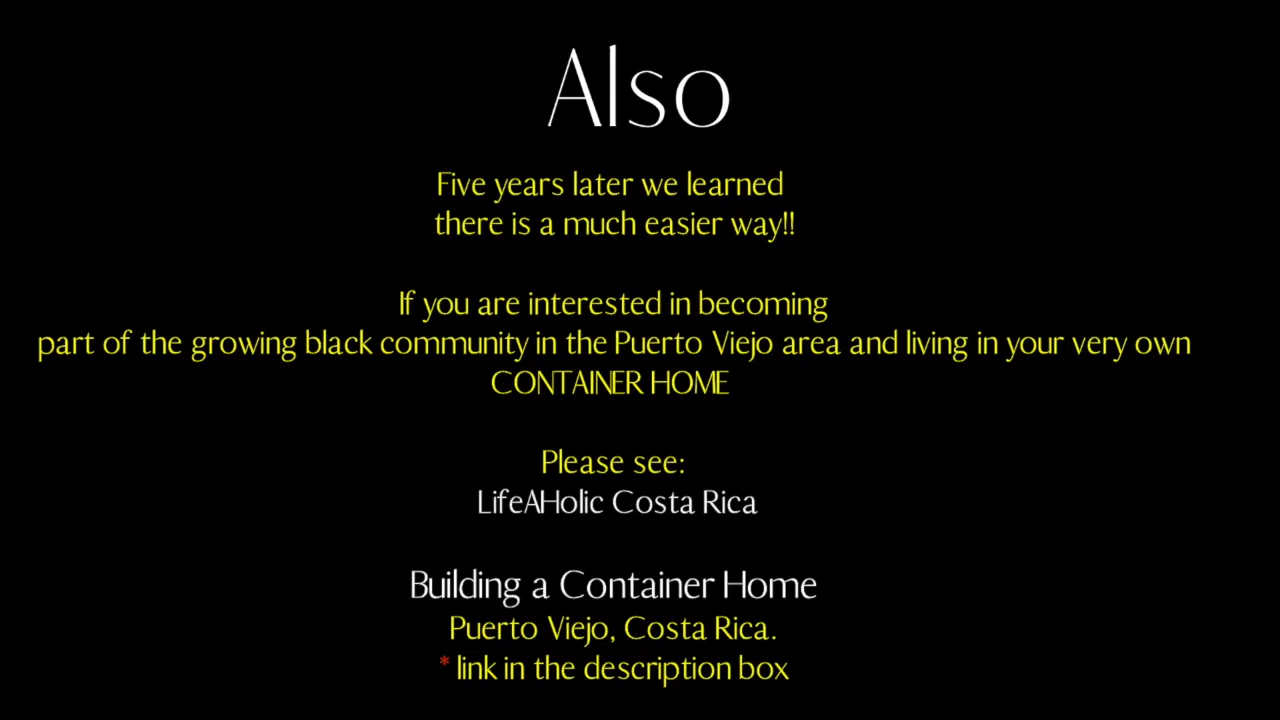 Also
Five years later we learned
there is a much easier way!!
If you are interested in becoming
part of the growing black community in the Puerto Viejo area and living in your very own
CONTAINER HOME
Please see:
LifeAHolic Costa Rica
Building a Container Home
Puerto Viejo, Costa Rica.
* link in the description box